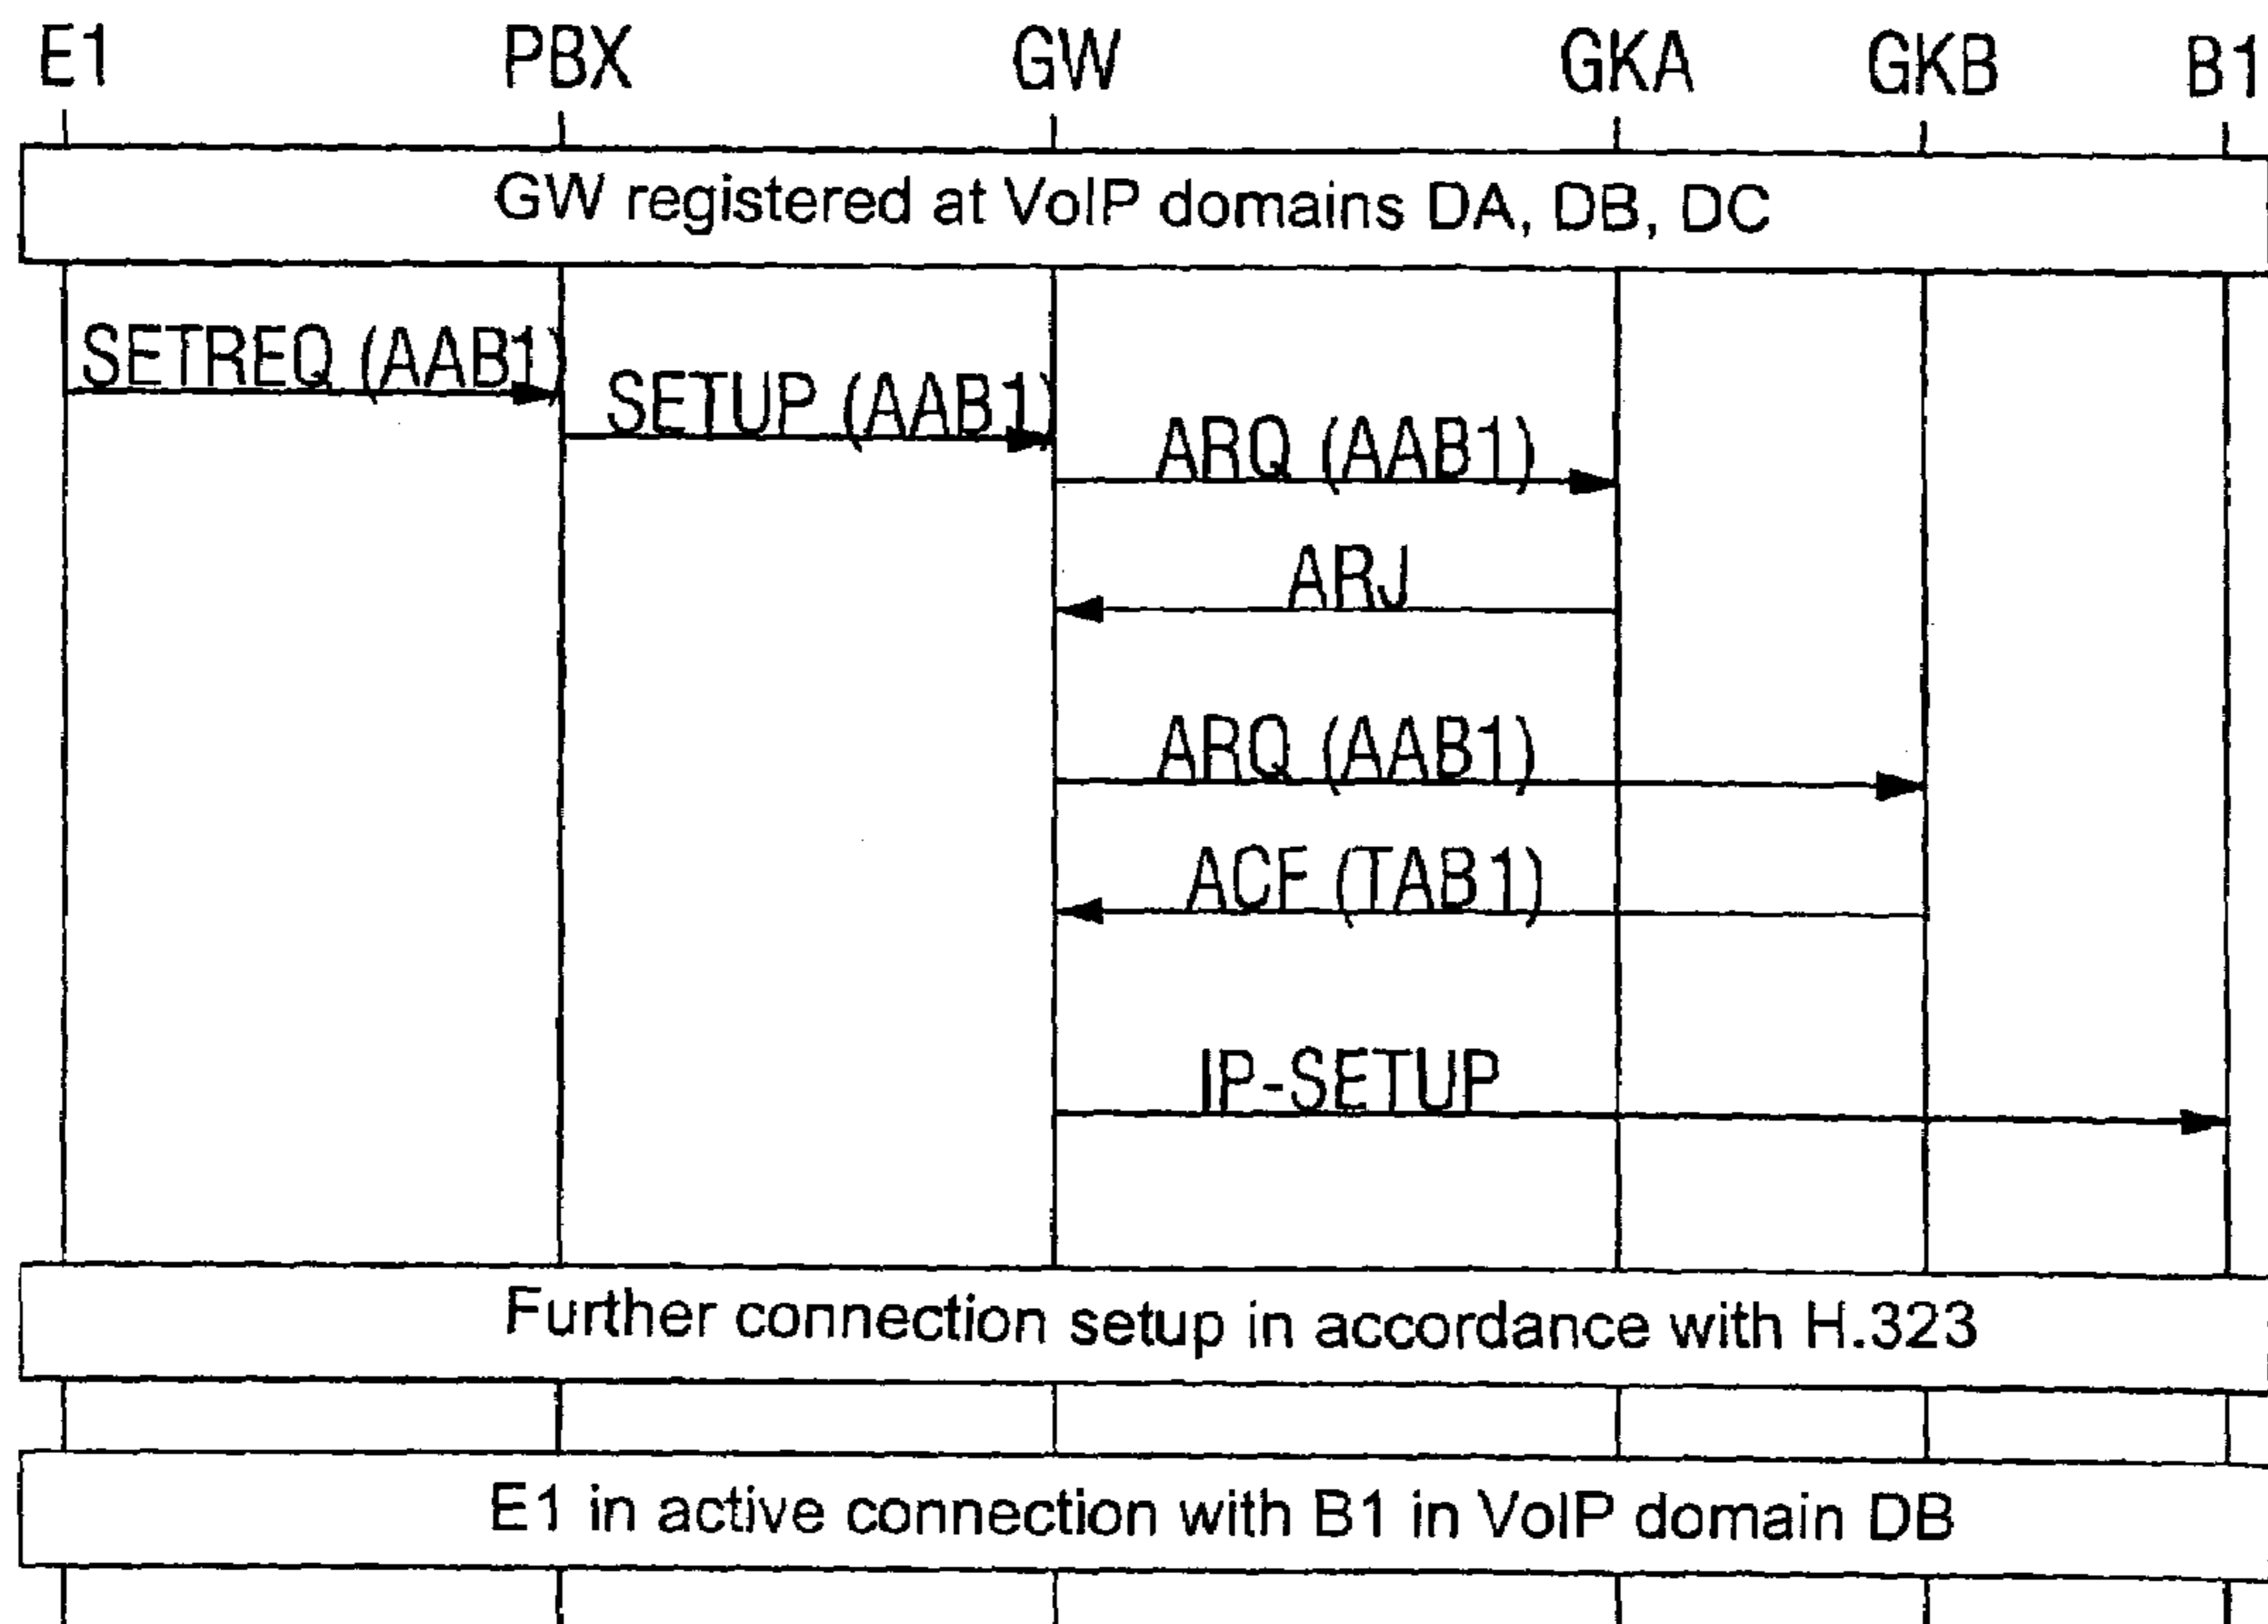 E1 PBX GW GKA GKB B1
GW registered at VoIP domains DA, DB, DC
SETREQ (AAB1)
SETUP (AAB1)
ARQ (AAB1)
ARJ
ARQ (AAB1)
ACF (TAB1)
IP-SETUP
Further connection setup in accordance with H.323
E1 in active connection with B1 in VoIP domain DB